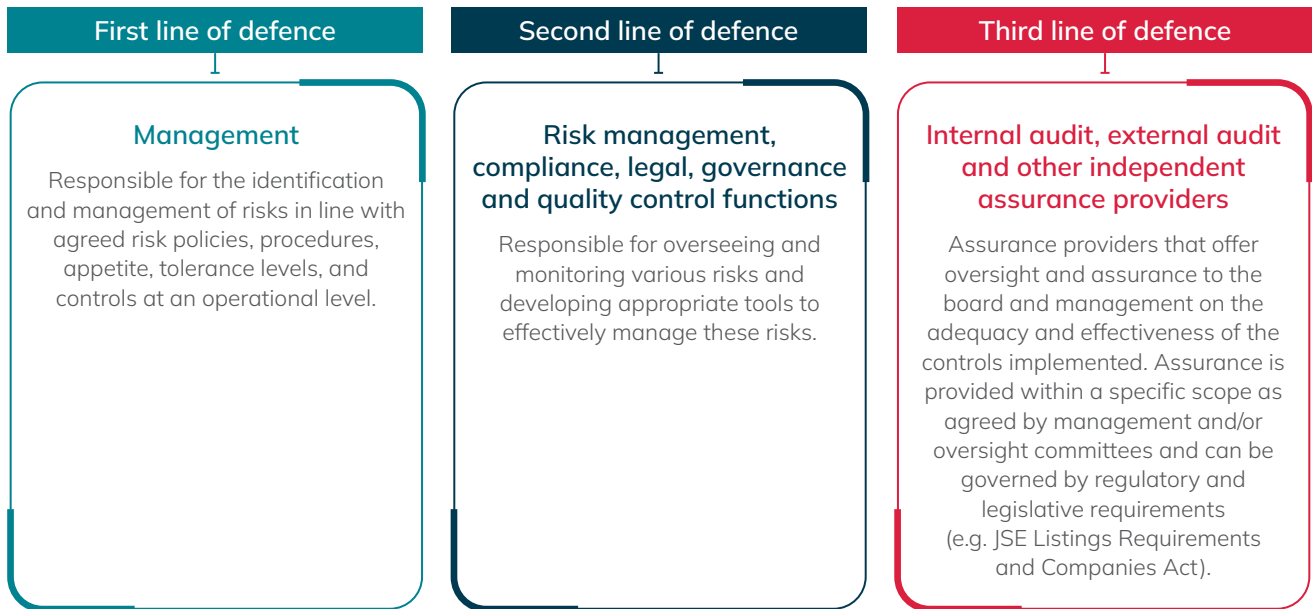 First line of defence
Management
Responsible for the identification
and management of risks in line with
agreed risk policies, procedures,
appetite, tolerance levels, and
controls at an operational level.
Second line of defence
Risk management,
compliance, legal, governance
and quality control functions
Responsible for overseeing and
monitoring various risks and
developing appropriate tools to
effectively manage these risks.
Third line of defence
Internal audit, external audit
and other independent
assurance providers
Assurance providers that offer
oversight and assurance to the
board and management on the
adequacy and effectiveness of the
controls implemented. Assurance is
provided within a specific scope as
agreed by management and/or
oversight committees and can be
governed by regulatory and
legislative requirements
(e.g. JSE Listings Requirements
and Companies Act).